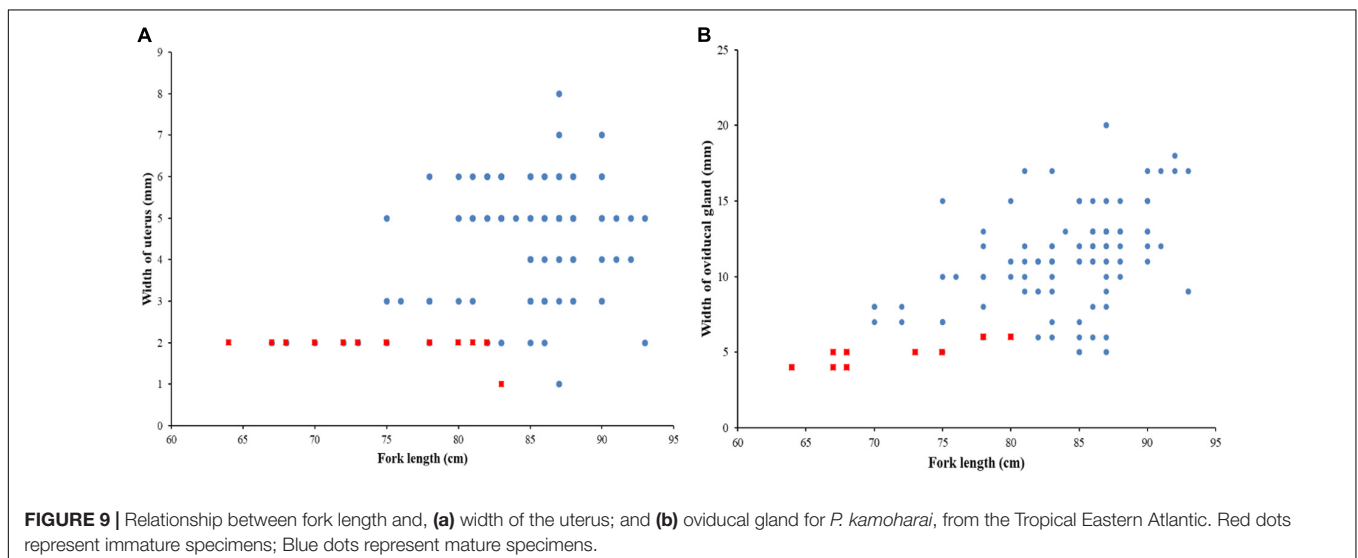 A
B
9
8
7
6
5
4
3
2
1
0
Width of uterus (mm)
60 65 70 75 80 85 90 95
Fork length (cm)
25
20
15
10
5
0
Width of oviducal gland (mm)
60 65 70 75 80 85 90 95
Fork length (cm)
FIGURE 9 | Relationship between fork length and, (a) width of the uterus; and (b) oviducal gland for P. kamoharai, from the Tropical Eastern Atlantic. Red dots
represent immature specimens; Blue dots represent mature specimens.